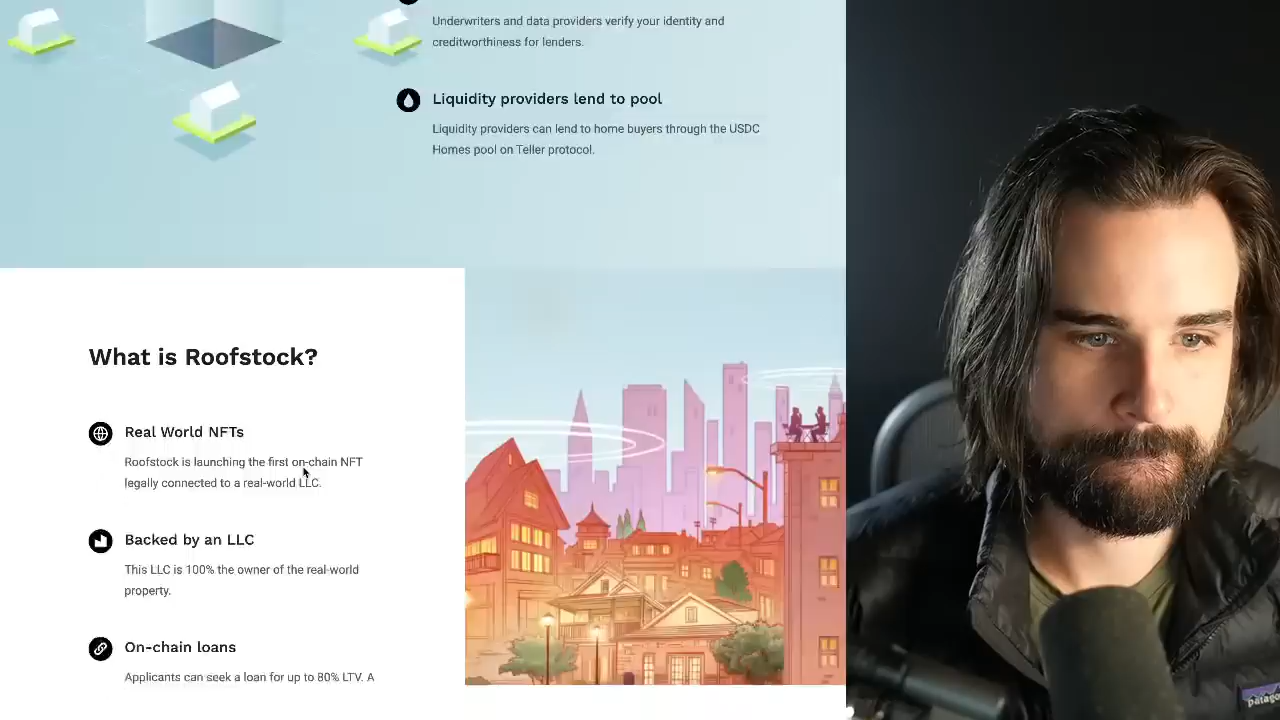 Underwriters and data providers verify your identity and
creditworthiness for lenders.
Liquidity providers lend to pool
Liquidity providers can lend to home buyers through the USDC
Homes pool on Teller protocol.
What is Roofstock?
Real World NFTs
Roofstock is launching the first on-chain NFT
legally connected to a real-world LLC.
Backed by an LLC
This LLC is 100% the owner of the real-world
property.
On-chain loans
Applicants can seek a loan for up to 80% LTV. A